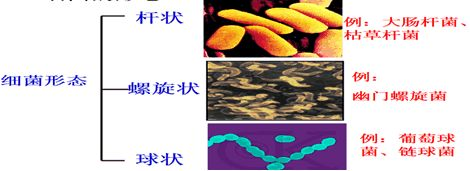 杆状
例：大肠杆菌、
枯草杆菌
细菌形态
螺旋状
例：
幽门螺旋菌
球状
例：葡萄球
菌、链球菌